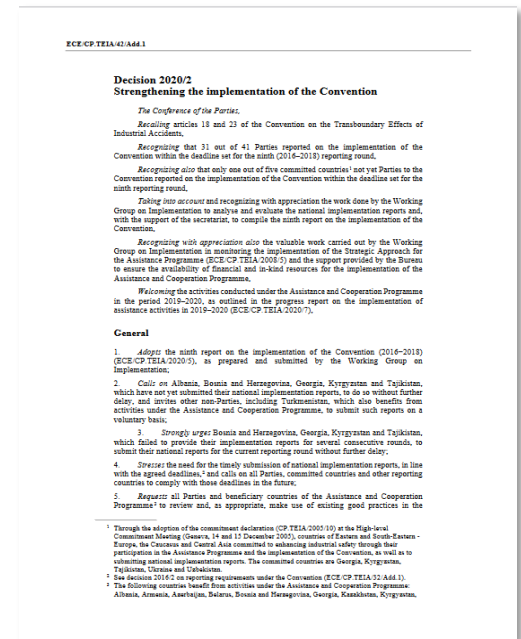 ECE/CP.TEIA/42/Add.1
Decision 2020/2
Strengthening the implementation of the Convention
The Conference of the Parties,
Recalling articles 18 and 23 of the Convention on the Transboundary Effects of
Industrial Accidents,
Recognizing that 31 out of 41 Parties reported on the implementation of the
Convention within the deadline set for the ninth (2016–2018) reporting round,
Recognizing also that only one out of five committed countries¹ not yet Parties to the
Convention reported on the implementation of the Convention within the deadline set for the
ninth reporting round,
Taking into account and recognizing with appreciation the work done by the Working
Group on Implementation to analyse and evaluate the national implementation reports and,
with the support of the secretariat, to compile the ninth report on the implementation of the
Convention,
Recognizing with appreciation also the valuable work carried out by the Working
Group on Implementation in monitoring the implementation of the Strategic Approach for
the Assistance Programme (ECE/CP.TEIA/2008/5) and the support provided by the Bureau
to ensure the availability of financial and in-kind resources for the implementation of the
Assistance and Cooperation Programme,
Welcoming the activities conducted under the Assistance and Cooperation Programme
in the period 2019–2020, as outlined in the progress report on the implementation of
assistance activities in 2019–2020 (ECE/CP.TEIA/2020/7),
General
1. Adopts the ninth report on the implementation of the Convention (2016–2018)
(ECE/CP.TEIA/2020/5), as prepared and submitted by the Working Group on
Implementation;
2. Calls on Albania, Bosnia and Herzegovina, Georgia, Kyrgyzstan and Tajikistan,
which have not yet submitted their national implementation reports, to do so without further
delay, and invites other non-Parties, including Turkmenistan, which also benefits from
activities under the Assistance and Cooperation Programme, to submit such reports on a
voluntary basis;
3. Strongly urges Bosnia and Herzegovina, Georgia, Kyrgyzstan and Tajikistan,
which failed to provide their implementation reports for several consecutive rounds, to
submit their national reports for the current reporting round without further delay;
4. Stresses the need for the timely submission of national implementation reports, in line
with the agreed deadlines,² and calls on all Parties, committed countries and other reporting
countries to comply with those deadlines in the future;
5. Requests all Parties and beneficiary countries of the Assistance and Cooperation
Programme³ to review and, as appropriate, make use of existing good practices in the
¹ Through the adoption of the commitment declaration (CP.TEIA/2005/10) at the High-level
Commitment Meeting (Geneva, 14 and 15 December 2005), countries of Eastern and South-Eastern -
Europe, the Caucasus and Central Asia committed to enhancing industrial safety through their
participation in the Assistance Programme and the implementation of the Convention, as well as to
submitting national implementation reports. The committed countries are Georgia, Kyrgyzstan,
Tajikistan, Ukraine and Uzbekistan.
² See decision 2016/2 on reporting requirements under the Convention (ECE/CP.TEIA/32/Add.1).
³ The following countries benefit from activities under the Assistance and Cooperation Programme:
Albania, Armenia, Azerbaijan, Belarus, Bosnia and Herzegovina, Georgia, Kazakhstan, Kyrgyzstan,